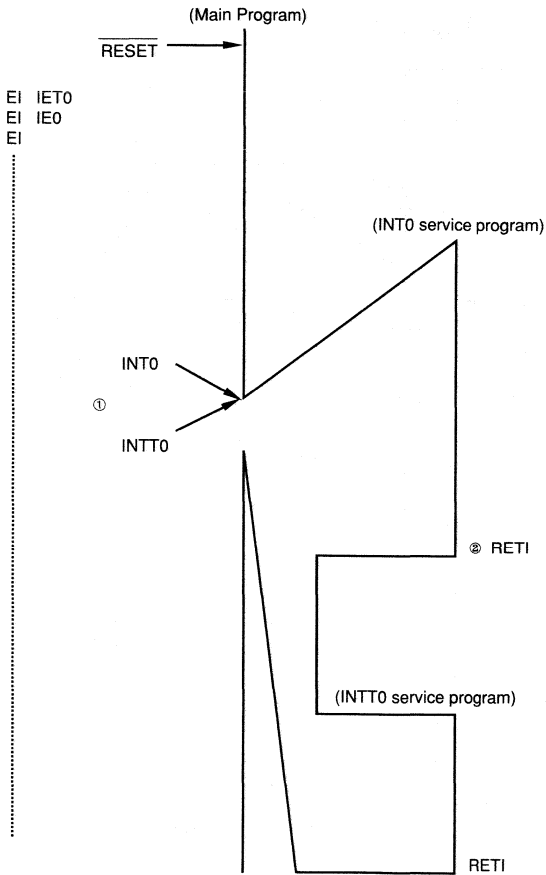 (Main Program)
RESET
EI IET0
EI IE0
EI
(INT0 service program)
INT0
①
INTT0
② RETI
(INTT0 service program)
RETI